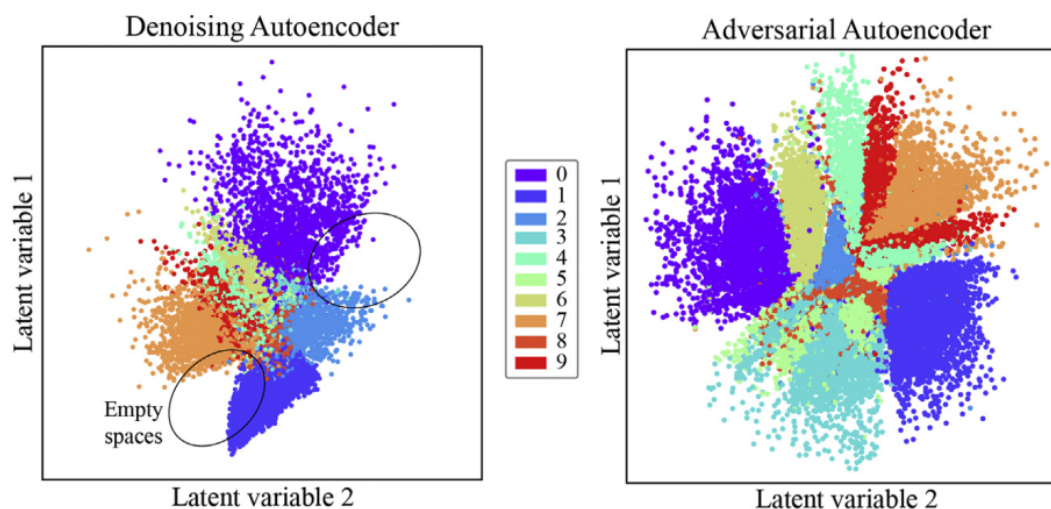 Denoising Autoencoder
Adversarial Autoencoder
Latent variable 1
Empty
spaces
Latent variable 2
0
1
2
3
4
5
6
7
8
9
Latent variable 1
Latent variable 2